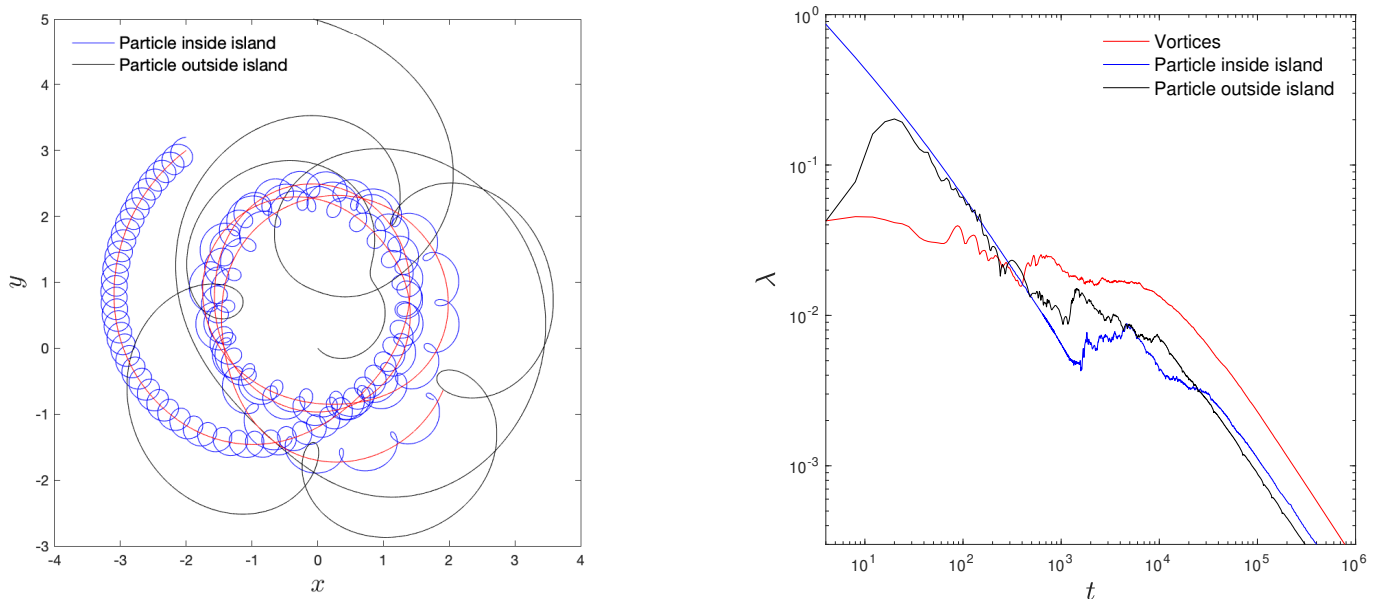 Particle inside island
Particle outside island
5
4
3
2
1
0
-1
-2
-3
y
-4 -3 -2 -1 0 1 2 3 4
x
Vortices
Particle inside island
Particle outside island
10^0
10^-1
10^-2
10^-3
λ
10^1 10^2 10^3 10^4 10^5 10^6
t